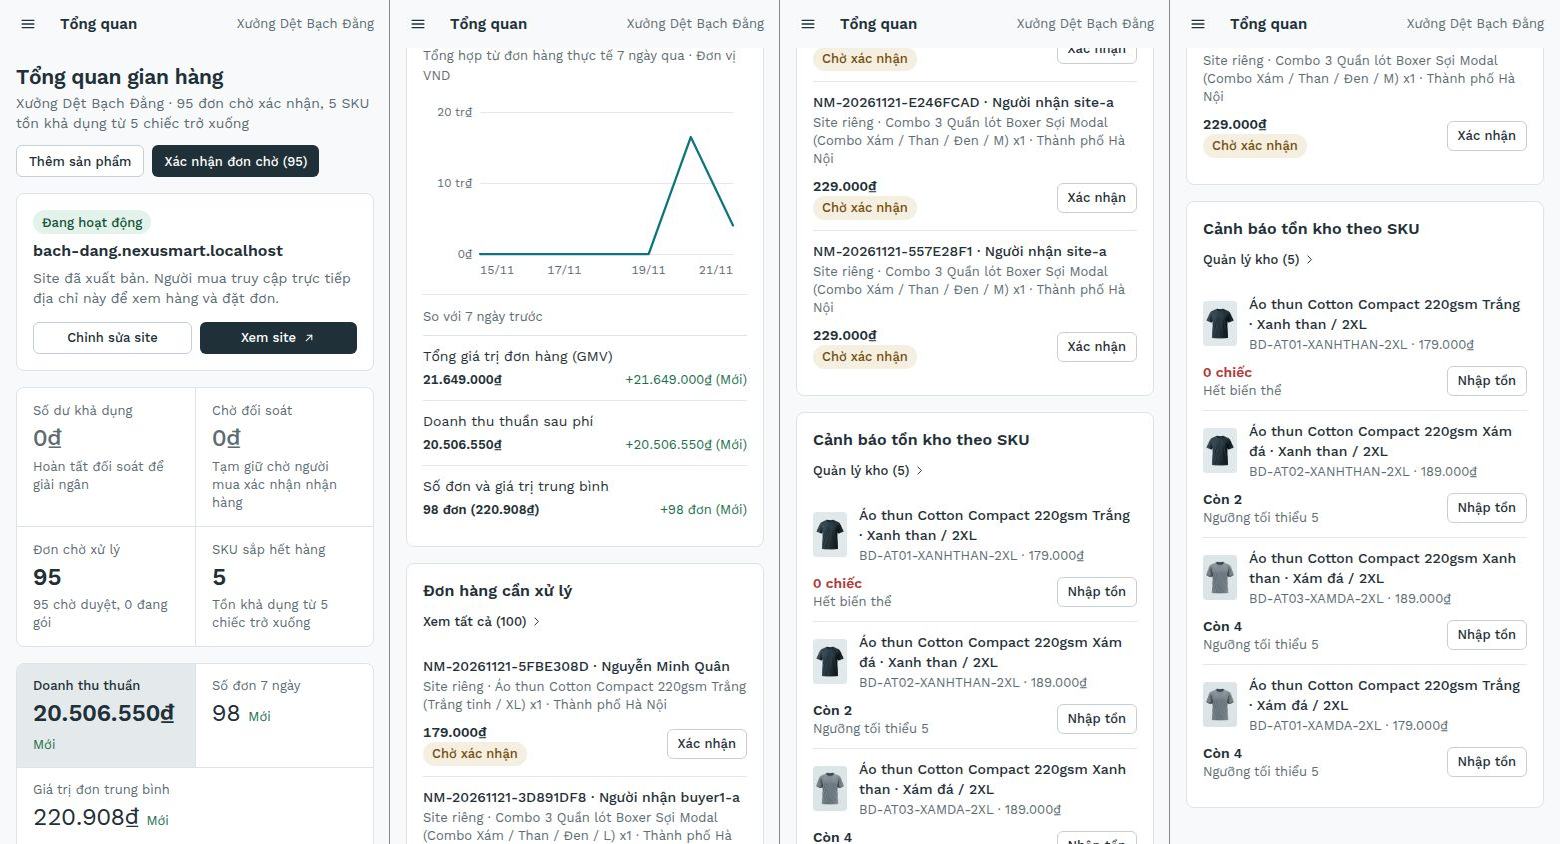 Tổng quan
Xưởng Dệt Bạch Đằng
Tổng quan gian hàng
Xưởng Dệt Bạch Đằng · 95 đơn chờ xác nhận, 5 SKU
tồn khả dụng từ 5 chiếc trở xuống
Thêm sản phẩm
Xác nhận đơn chờ (95)
Đang hoạt động
bach-dang.nexusmart.localhost
Site đã xuất bản. Người mua truy cập trực tiếp
địa chỉ này để xem hàng và đặt đơn.
Chỉnh sửa site
Xem site
Số dư khả dụng
0₫
Hoàn tất đối soát để
giải ngân
Chờ đối soát
0₫
Tạm giữ chờ người
mua xác nhận nhận
hàng
Đơn chờ xử lý
95
95 chờ duyệt, 0 đang
gói
SKU sắp hết hàng
5
Tồn khả dụng từ 5
chiếc trở xuống
Doanh thu thuần
20.506.550₫
Mới
Số đơn 7 ngày
98 Mới
Giá trị đơn trung bình
220.908₫ Mới
Tổng quan
Xưởng Dệt Bạch Đằng
Tổng hợp từ đơn hàng thực tế 7 ngày qua · Đơn vị
VND
20 tr₫
10 tr₫
0₫
15/11 17/11 19/11 21/11
So với 7 ngày trước
Tổng giá trị đơn hàng (GMV)
21.649.000₫ +21.649.000₫ (Mới)
Doanh thu thuần sau phí
20.506.550₫ +20.506.550₫ (Mới)
Số đơn và giá trị trung bình
98 đơn (220.908₫) +98 đơn (Mới)
Đơn hàng cần xử lý
Xem tất cả (100)
NM-20261121-5FBE308D · Nguyễn Minh Quân
Site riêng · Áo thun Cotton Compact 220gsm Trắng
(Trắng tinh / XL) x1 · Thành phố Hà Nội
179.000₫
Chờ xác nhận
Xác nhận
NM-20261121-3D891DF8 · Người nhận buyer1-a
Site riêng · Combo 3 Quần lót Boxer Sợi Modal
(Combo Xám / Than / Đen / L) x1 · Thành phố Hà
Tổng quan
Xưởng Dệt Bạch Đằng
Chờ xác nhận
Xác nhận
NM-20261121-E246FCAD · Người nhận site-a
Site riêng · Combo 3 Quần lót Boxer Sợi Modal
(Combo Xám / Than / Đen / M) x1 · Thành phố Hà
Nội
229.000₫
Chờ xác nhận
Xác nhận
NM-20261121-557E28F1 · Người nhận site-a
Site riêng · Combo 3 Quần lót Boxer Sợi Modal
(Combo Xám / Than / Đen / M) x1 · Thành phố Hà
Nội
229.000₫
Chờ xác nhận
Xác nhận
Cảnh báo tồn kho theo SKU
Quản lý kho (5)
Áo thun Cotton Compact 220gsm Trắng
· Xanh than / 2XL
BD-AT01-XANHTHAN-2XL · 179.000₫
0 chiếc
Hết biến thể
Nhập tồn
Áo thun Cotton Compact 220gsm Xám
đá · Xanh than / 2XL
BD-AT02-XANHTHAN-2XL · 189.000₫
Còn 2
Ngưỡng tối thiểu 5
Nhập tồn
Áo thun Cotton Compact 220gsm Xanh
than · Xám đá / 2XL
BD-AT03-XAMDA-2XL · 189.000₫
Còn 4
Nhập tồn
Tổng quan
Xưởng Dệt Bạch Đằng
Site riêng · Combo 3 Quần lót Boxer Sợi Modal
(Combo Xám / Than / Đen / M) x1 · Thành phố Hà
Nội
229.000₫
Chờ xác nhận
Xác nhận
Cảnh báo tồn kho theo SKU
Quản lý kho (5)
Áo thun Cotton Compact 220gsm Trắng
· Xanh than / 2XL
BD-AT01-XANHTHAN-2XL · 179.000₫
0 chiếc
Hết biến thể
Nhập tồn
Áo thun Cotton Compact 220gsm Xám
đá · Xanh than / 2XL
BD-AT02-XANHTHAN-2XL · 189.000₫
Còn 2
Ngưỡng tối thiểu 5
Nhập tồn
Áo thun Cotton Compact 220gsm Xanh
than · Xám đá / 2XL
BD-AT03-XAMDA-2XL · 189.000₫
Còn 4
Ngưỡng tối thiểu 5
Nhập tồn
Áo thun Cotton Compact 220gsm Trắng
· Xám đá / 2XL
BD-AT01-XAMDA-2XL · 179.000₫
Còn 4
Ngưỡng tối thiểu 5
Nhập tồn